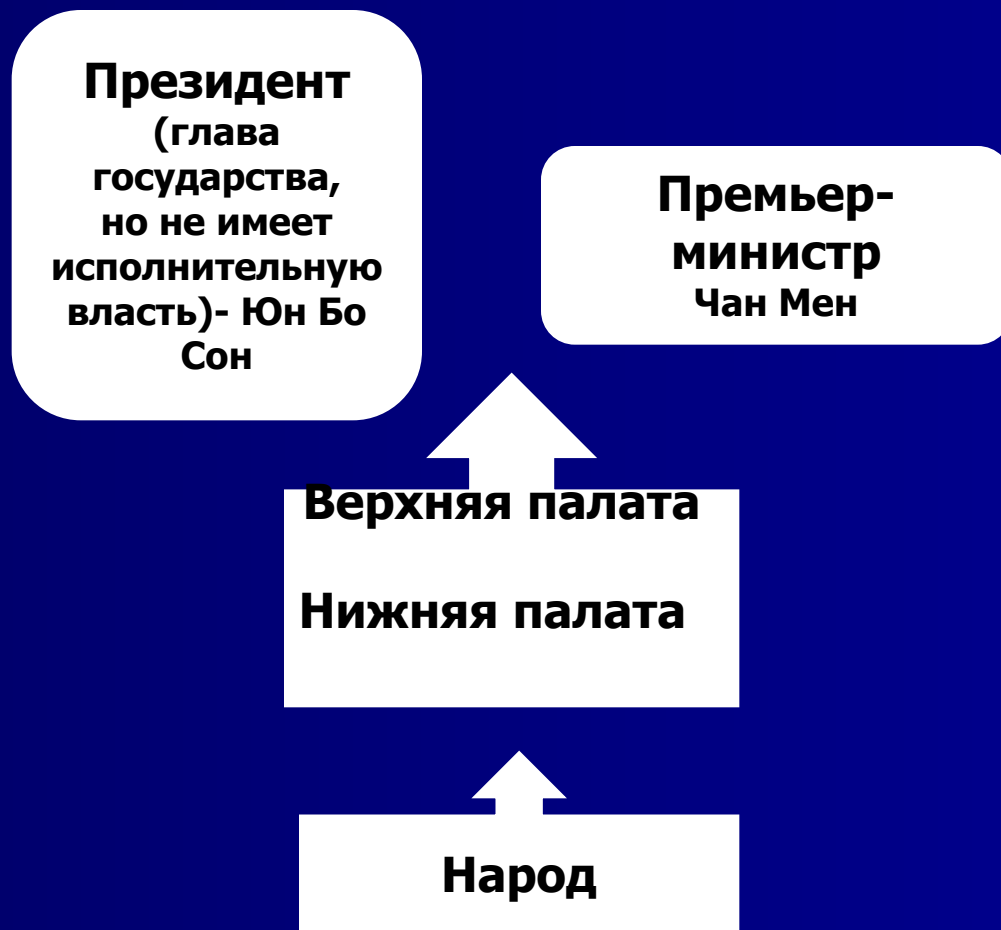 Президент
(глава
государства,
но не имеет
исполнительную
власть)- Юн Бо
Сон
Премьер-
министр
Чан Мен
Верхняя палата
Нижняя палата
Народ